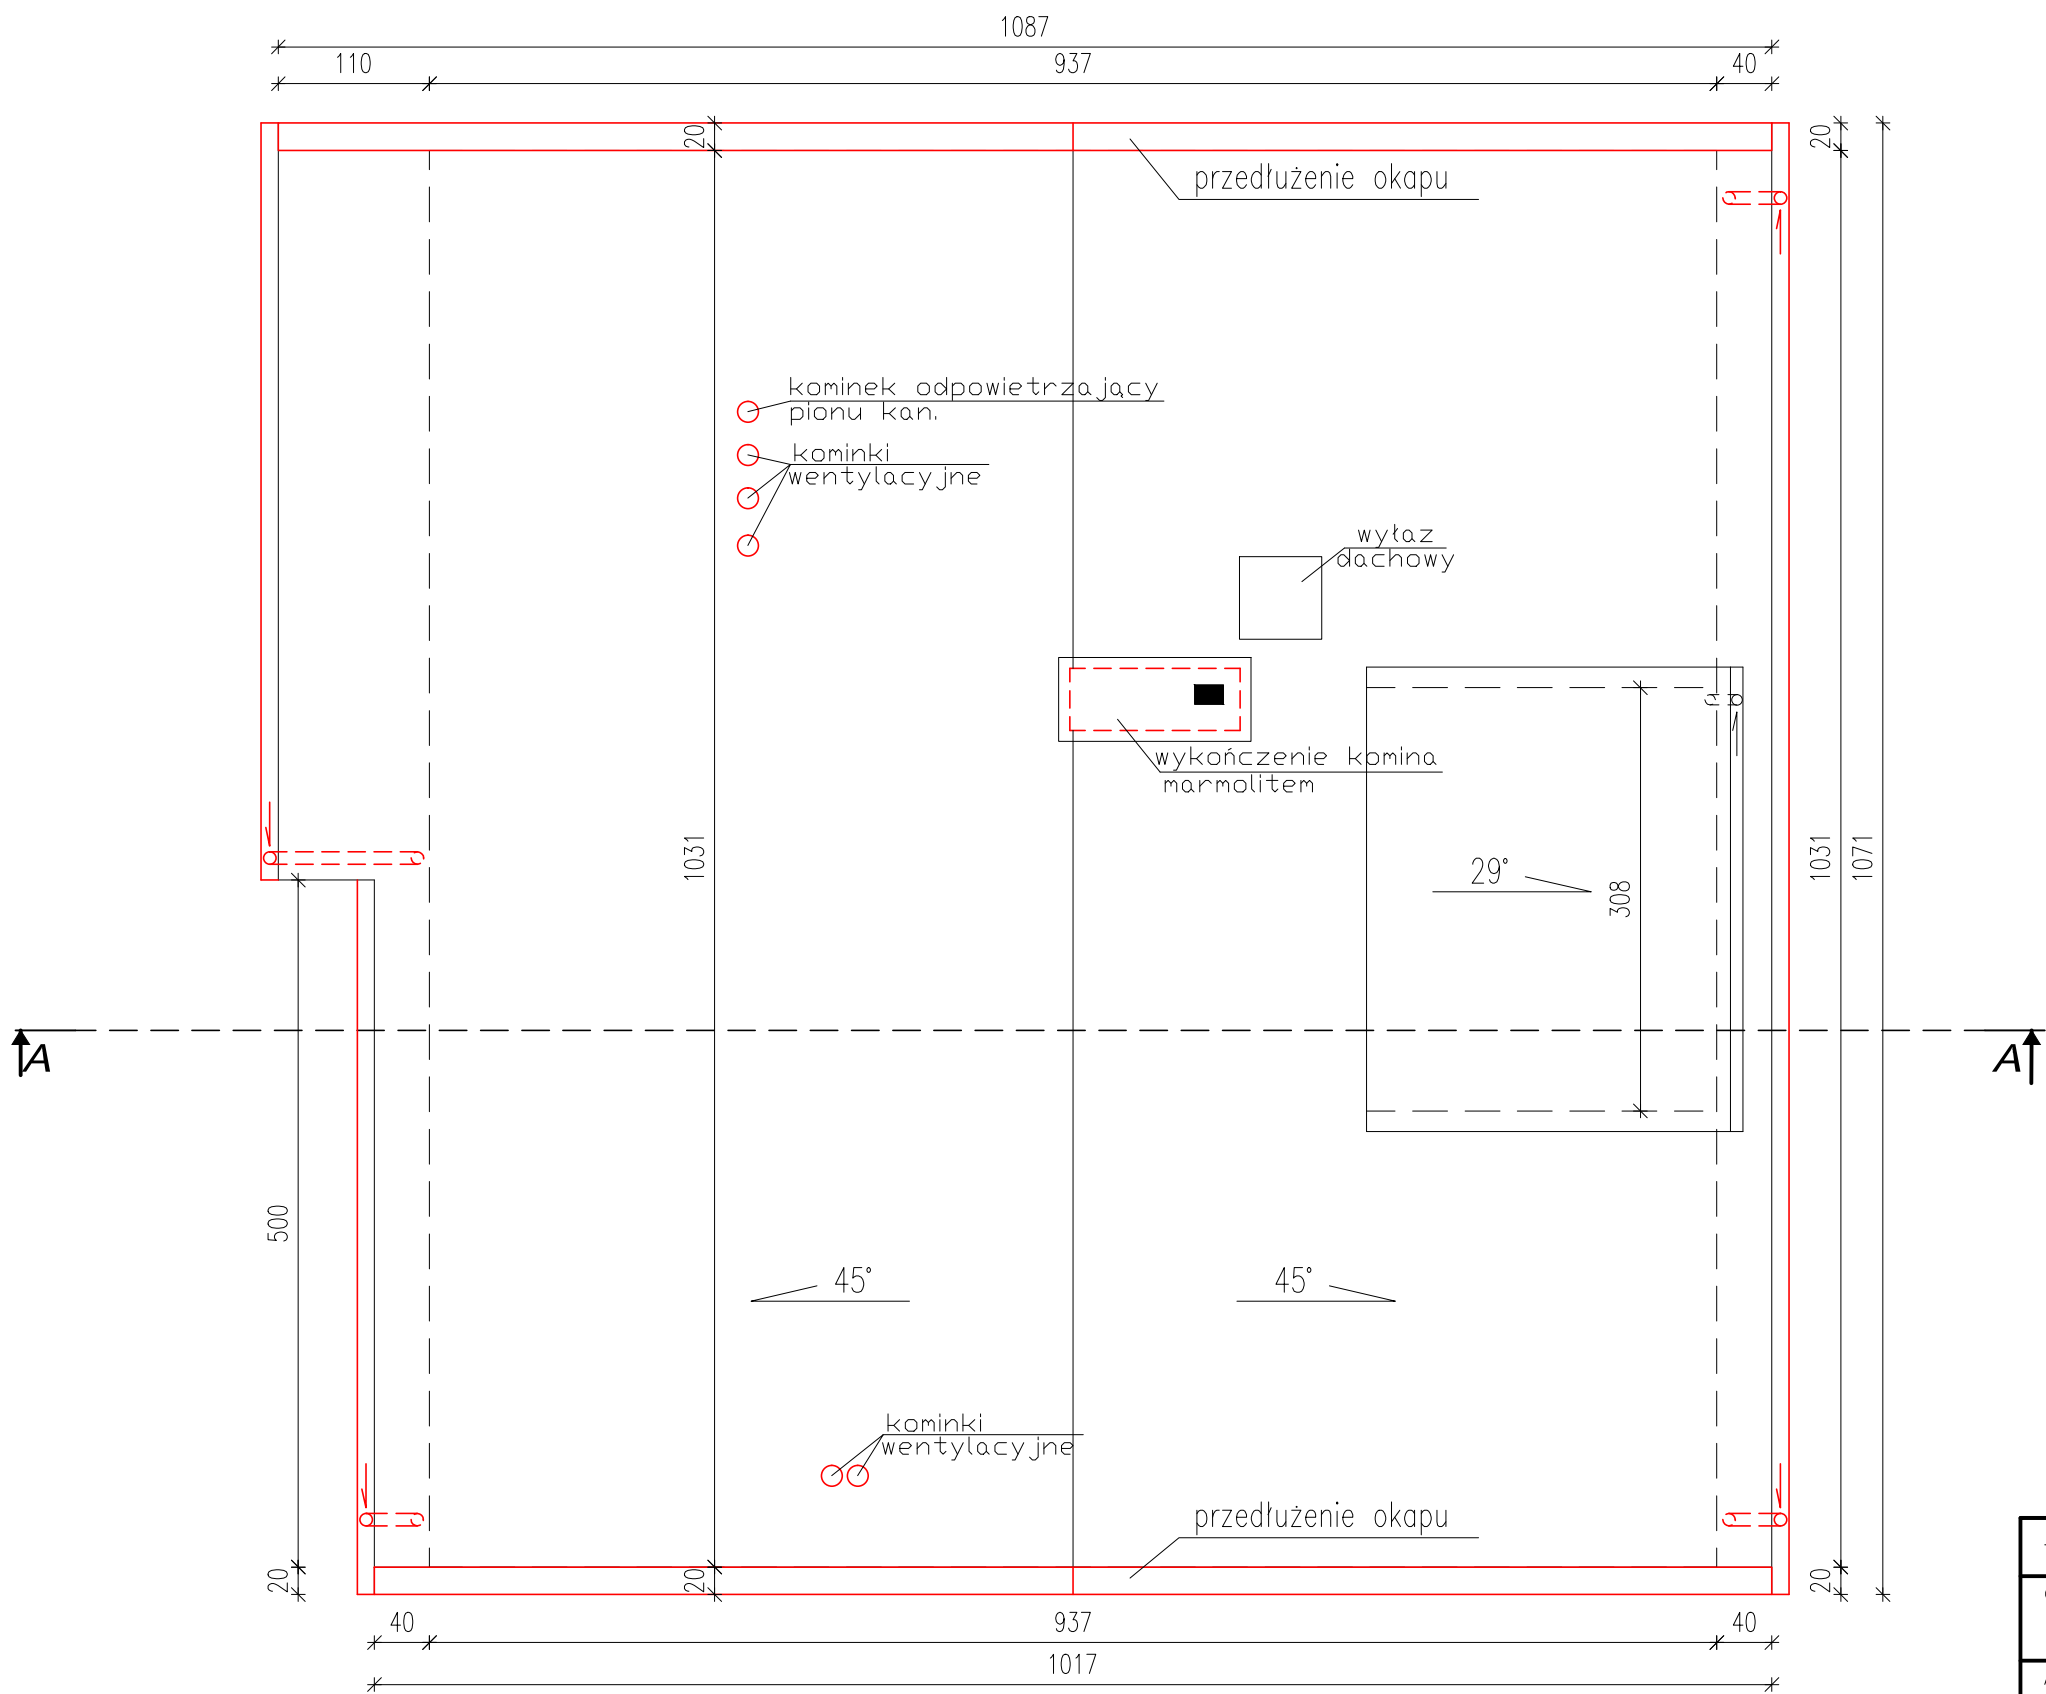 1087
110
937
40
20
20
przedłużenie okapu
kominek odpowietrzający
pionu kan.
kominki
wentylacyjne
wyłaz
dachowy
wykończenie komina
marmolitem
1031
29°
308
1031
1071
A
A
500
45°
45°
kominki
wentylacyjne
przedłużenie okapu
20
20
20
40
937
40
1017